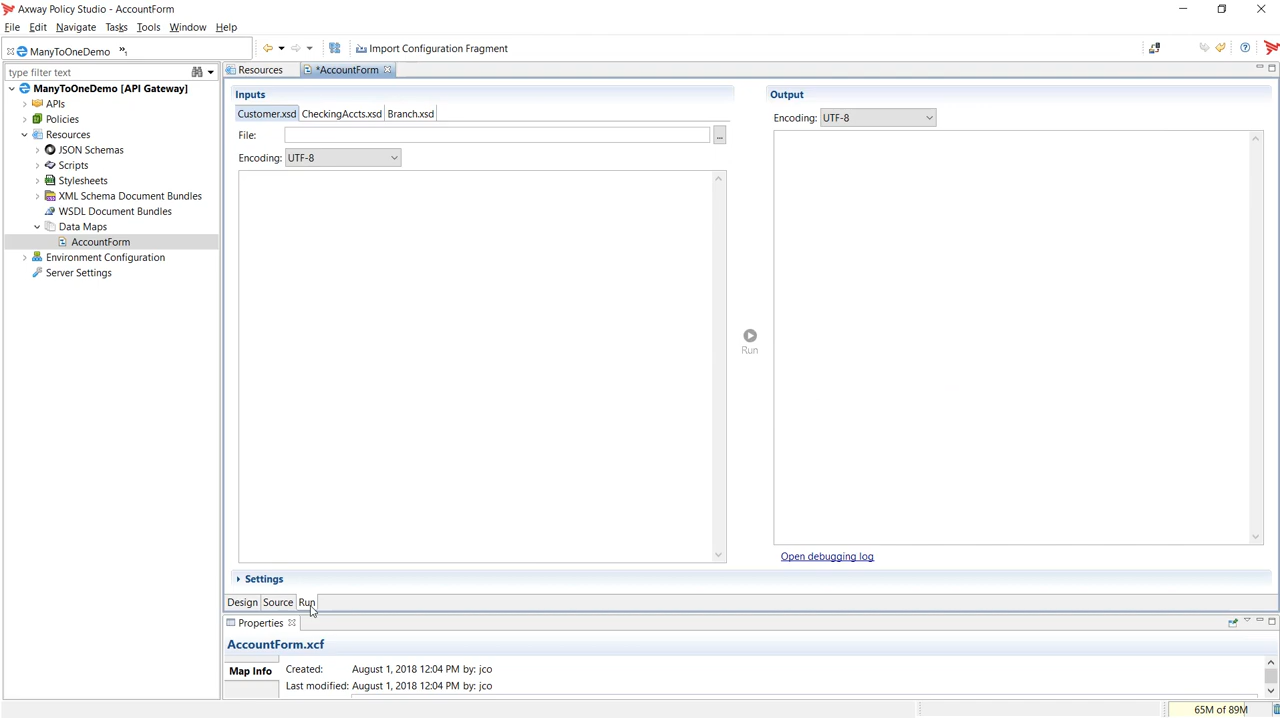 Axway Policy Studio - AccountForm
File Edit Navigate Tasks Tools Window Help
ManyToOneDemo »1
Import Configuration Fragment
type filter text
Resources
*AccountForm
ManyToOneDemo [API Gateway]
APIs
Policies
Resources
JSON Schemas
Scripts
Stylesheets
XML Schema Document Bundles
WSDL Document Bundles
Data Maps
AccountForm
Environment Configuration
Server Settings
Inputs
Customer.xsd CheckingAccts.xsd Branch.xsd
File: ...
Encoding: UTF-8
Run
Output
Encoding: UTF-8
Open debugging log
Settings
Design Source Run
Properties
AccountForm.xcf
Map Info
Created: August 1, 2018 12:04 PM by: jco
Last modified: August 1, 2018 12:04 PM by: jco
65M of 89M